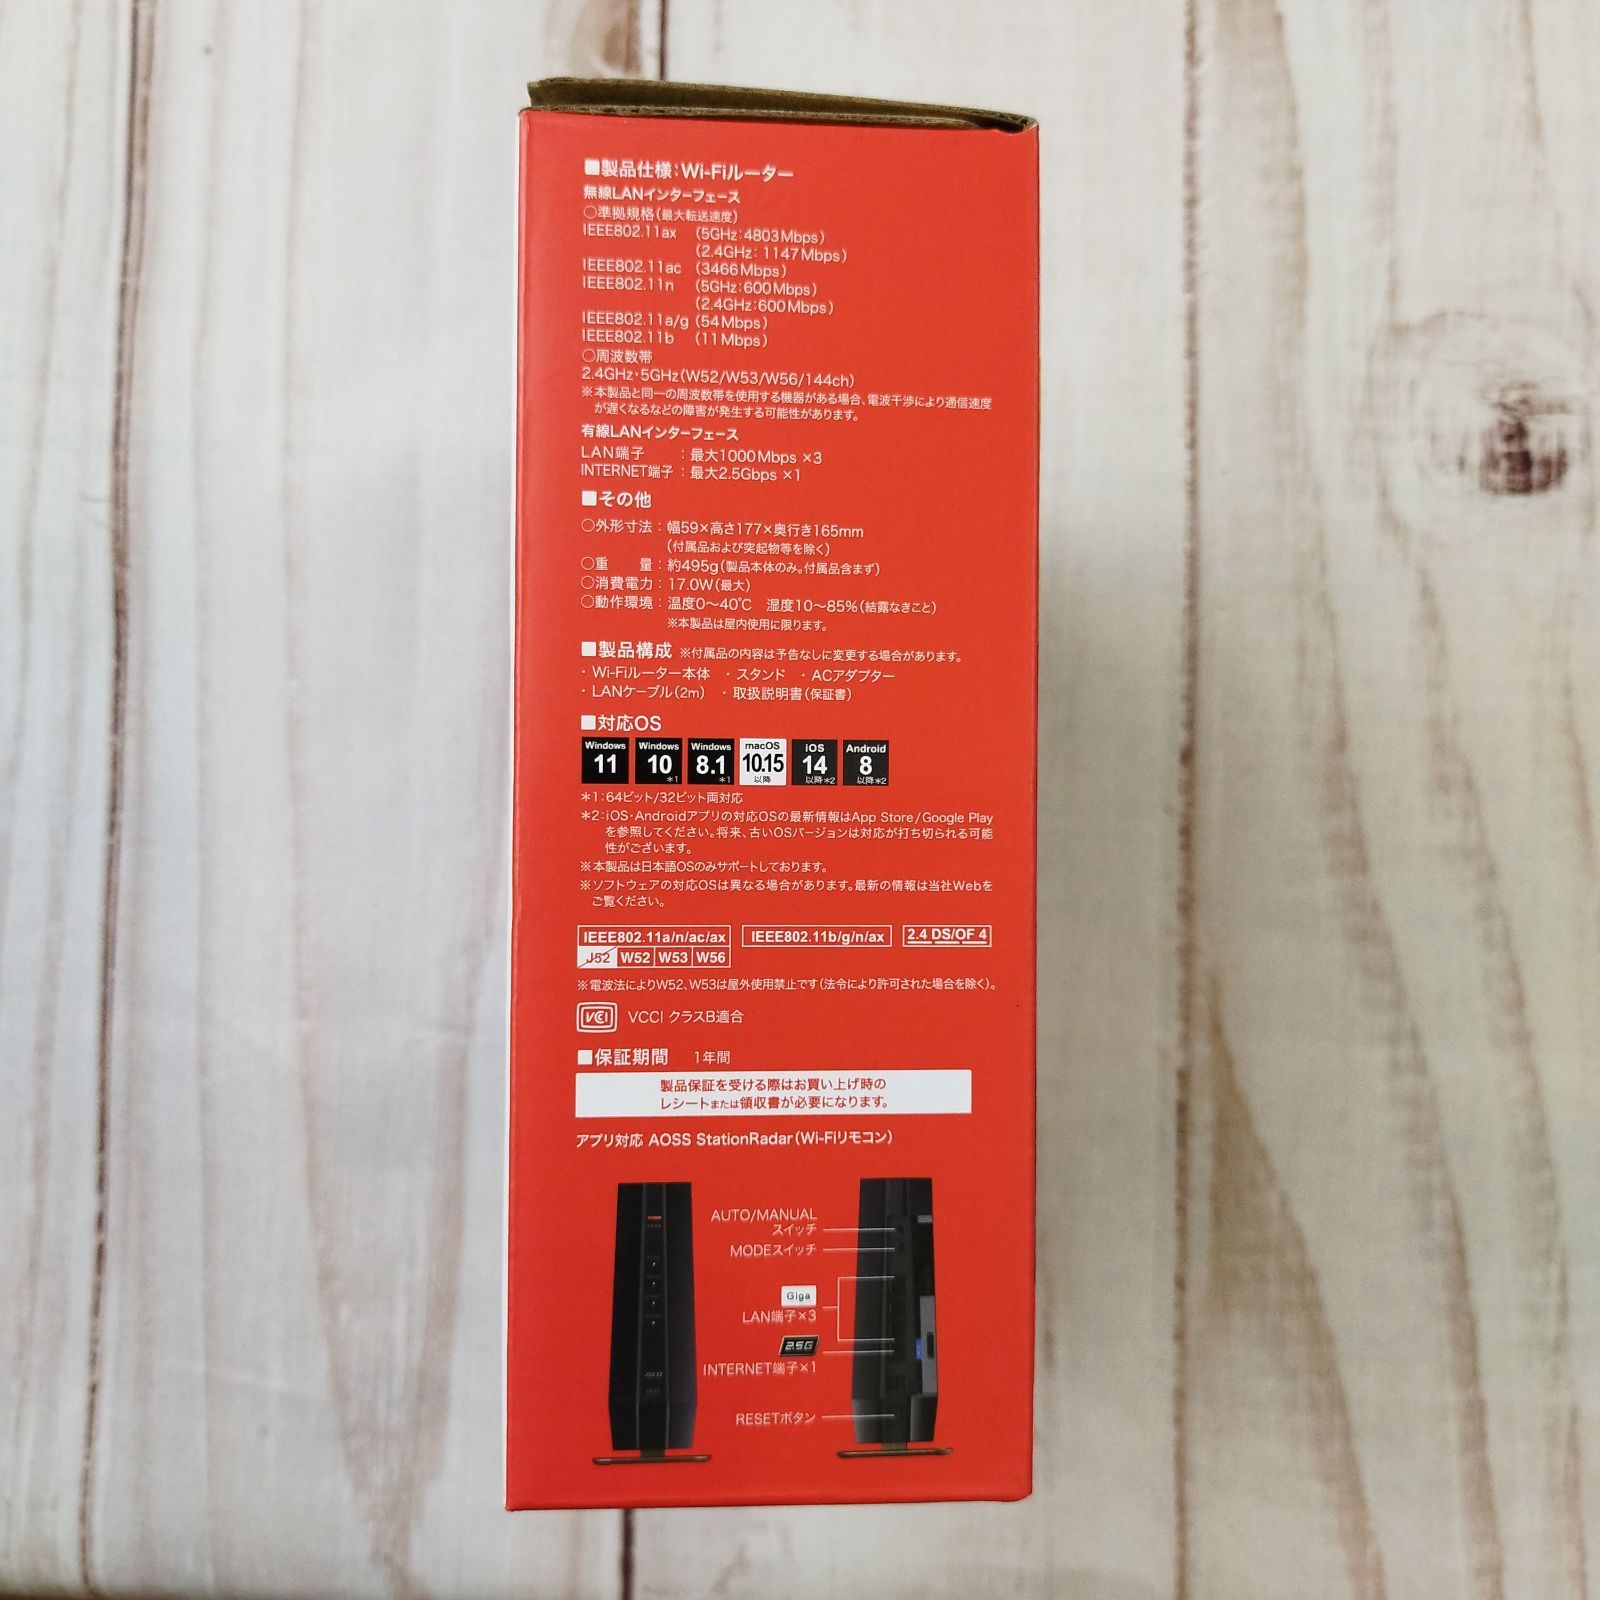 ■製品仕様：Wi-Fiルーター
無線LANインターフェース
○準拠規格（最大転送速度）
IEEE802.11ax （5GHz：4803Mbps）
（2.4GHz：1147Mbps）
IEEE802.11ac （3466Mbps）
IEEE802.11n （5GHz：600Mbps）
（2.4GHz：600Mbps）
IEEE802.11a/g （54Mbps）
IEEE802.11b （11Mbps）
○周波数帯
2.4GHz・5GHz（W52/W53/W56/144ch）
※本製品と同一の周波数帯を使用する機器がある場合、電波干渉により通信速度
が遅くなるなどの障害が発生する可能性があります。
有線LANインターフェース
LAN端子 ：最大1000Mbps ×3
INTERNET端子：最大2.5Gbps ×1
■その他
○外形寸法：幅59×高さ177×奥行き165mm
（付属品および突起物等を除く）
○重 量：約495g（製品本体のみ。付属品含まず）
○消費電力：17.0W（最大）
○動作環境：温度0～40℃ 湿度10～85%（結露なきこと）
※本製品は屋内使用に限ります。
■製品構成 ※付属品の内容は予告なしに変更する場合があります。
・Wi-Fiルーター本体 ・スタンド ・ACアダプター
・LANケーブル（2m） ・取扱説明書（保証書）
■対応OS
Windows 11 Windows 10 *1 Windows 8.1 *1 macOS 10.15 以降 iOS 14 以降*2 Android 8 以降*2
*1：64ビット/32ビット両対応
*2：iOS・Androidアプリの対応OSの最新情報はApp Store/Google Play
を参照してください。将来、古いOSバージョンは対応が打ち切られる可能
性がございます。
※本製品は日本語OSのみサポートしております。
※ソフトウェアの対応OSは異なる場合があります。最新の情報は当社Webを
ご覧ください。
IEEE802.11a/n/ac/ax IEEE802.11b/g/n/ax 2.4 DS/OF 4
J52 W52 W53 W56
※電波法によりW52、W53は屋外使用禁止です（法令により許可された場合を除く）。
VCCI VCCI クラスB適合
■保証期間 1年間
製品保証を受ける際はお買い上げ時の
レシートまたは領収書が必要になります。
アプリ対応 AOSS StationRadar（Wi-Fiリモコン）
AUTO/MANUAL
スイッチ
MODEスイッチ
Giga
LAN端子×3
2.5G
INTERNET端子×1
RESETボタン